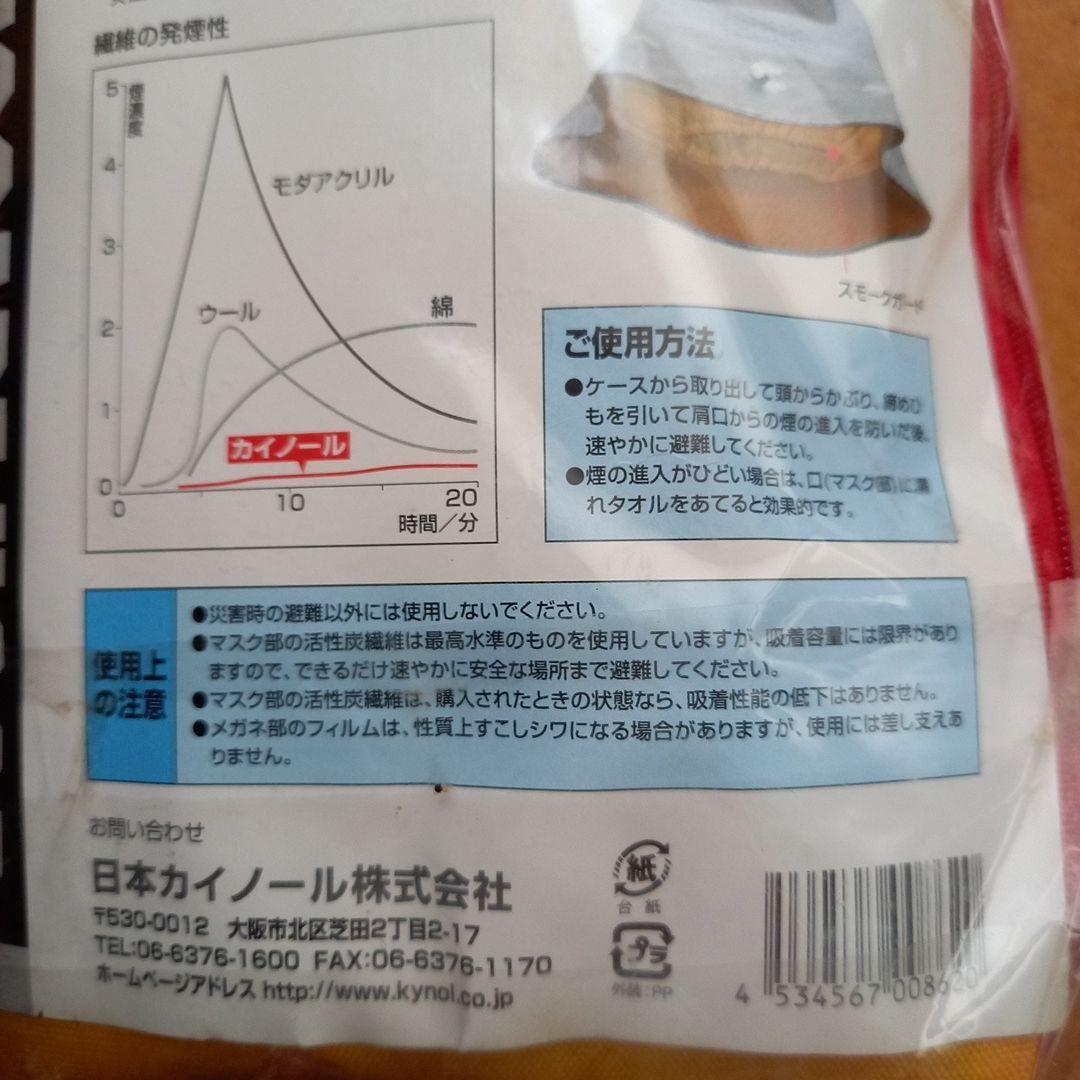 繊維の発煙性
5
煙濃度
4
モダアクリル
3
ウール
綿
2
1
カイノール
0
0
10
20
時間/分
スモークガード
ご使用方法
●ケースから取り出して頭からかぶり、締めひ
もを引いて肩口からの煙の進入を防いだ後、
速やかに避難してください。
●煙の進入がひどい場合は、口(マスク部)に濡
れタオルをあてると効果的です。
使用上
の注意
●災害時の避難以外には使用しないでください。
●マスク部の活性炭繊維は最高水準のものを使用していますが、吸着容量には限界があり
ますので、できるだけ速やかに安全な場所まで避難してください。
●マスク部の活性炭繊維は、購入されたときの状態なら、吸着性能の低下はありません。
●メガネ部のフィルムは、性質上すこしシワになる場合がありますが、使用には差し支えあ
りません。
お問い合わせ
日本カイノール株式会社
〒530-0012 大阪市北区芝田2丁目2-17
TEL:06-6376-1600 FAX:06-6376-1170
ホームページアドレス http://www.kynol.co.jp
紙
台紙
プラ
外装:PP
4 534567 008620